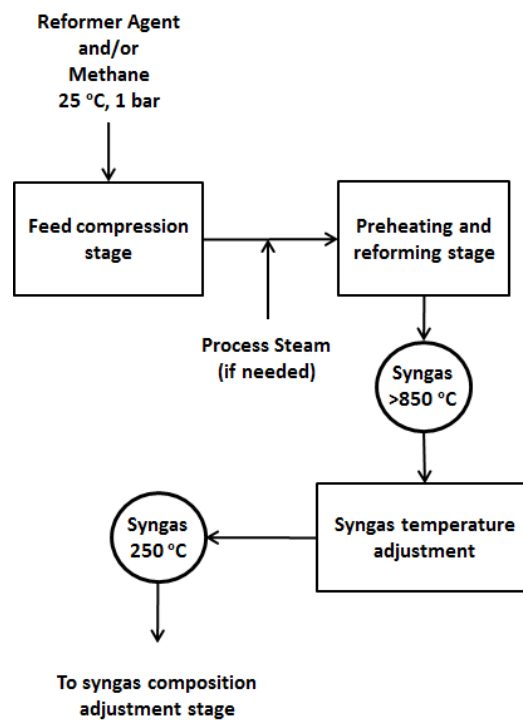 Reformer Agent
and/or
Methane
25 °C, 1 bar
Feed compression
stage
Preheating and
reforming stage
Process Steam
(if needed)
Syngas
>850 °C
Syngas temperature
adjustment
Syngas
250 °C
To syngas composition
adjustment stage